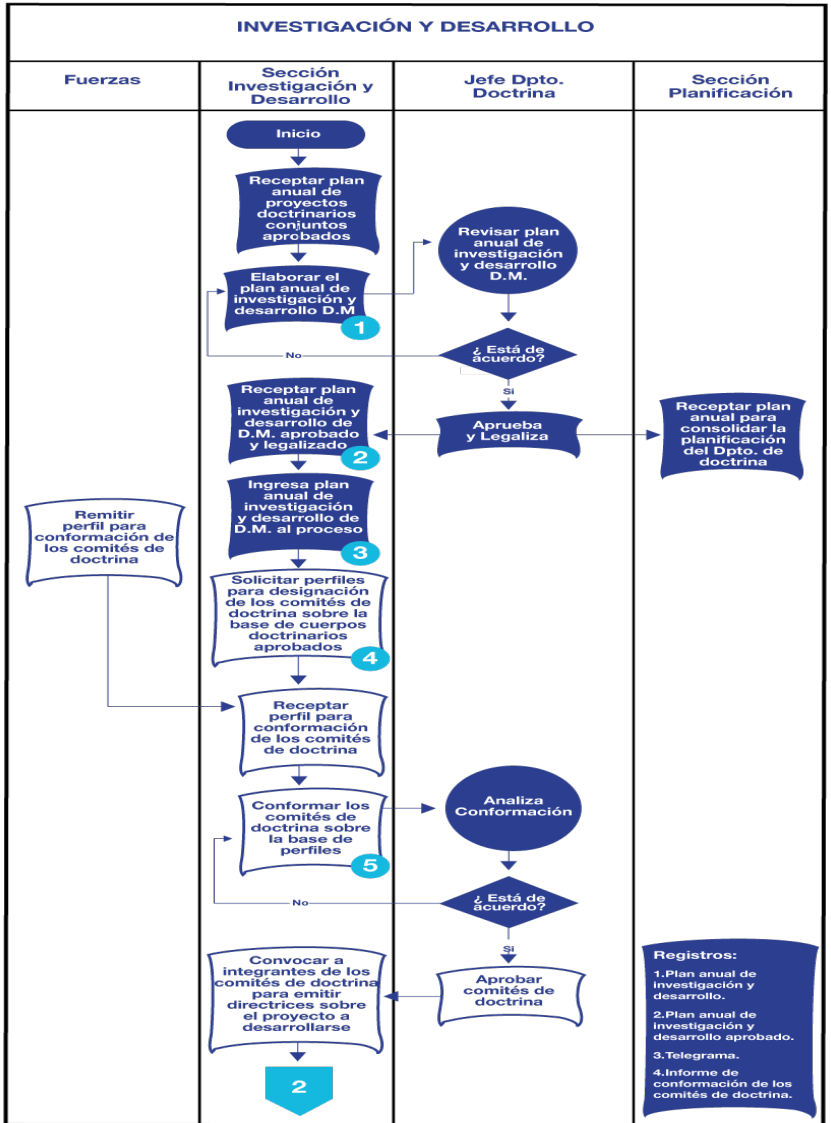 INVESTIGACIÓN Y DESARROLLO
Fuerzas
Sección
Investigación y
Desarrollo
Jefe Dpto.
Doctrina
Sección
Planificación
Inicio
Receptar plan
anual de
proyectos
doctrinarios
conjuntos
aprobados
Elaborar el
plan anual de
investigación y
desarrollo D.M
1
Revisar plan
anual de
investigación
y desarrollo
D.M.
¿ Está de
acuerdo?
No
Si
Receptar plan
anual de
investigación y
desarrollo de
D.M. aprobado
y legalizado
2
Aprueba
y Legaliza
Receptar plan
anual para
consolidar la
planificación
del Dpto. de
doctrina
Ingresa plan
anual de
investigación
y desarrollo de
D.M. al proceso
3
Remitir
perfil para
conformación de
los comités de
doctrina
Solicitar perfiles
para designación
de los comités de
doctrina sobre la
base de cuerpos
doctrinarios
aprobados
4
Receptar
perfil para
conformación
de los comités
de doctrina
Conformar los
comités de
doctrina sobre
la base de
perfiles
5
Analiza
Conformación
¿ Está de
acuerdo?
No
Si
Convocar a
integrantes de los
comités de doctrina
para emitir
directrices sobre
el proyecto a
desarrollarse
Aprobar
comités de
doctrina
2
Registros:
1.Plan anual de
investigación y
desarrollo.
2.Plan anual de
investigación y
desarrollo aprobado.
3.Telegrama.
4.Informe de
conformación de los
comités de doctrina.